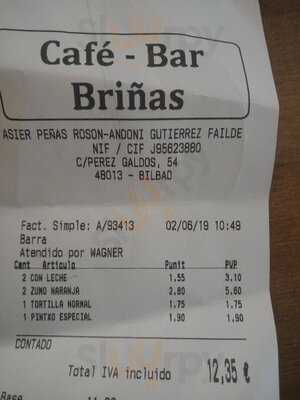 Café - Bar
Briñas
ASIER PEÑAS ROSON-ANDONI GUTIERREZ FAILDE
NIF / CIF J95623880
C/PEREZ GALDOS, 54
48013 - BILBAO
Fact. Simple: A/93413 02/06/19 10:49
Barra
Atendido por WAGNER
Cant Artículo Punit PVP
2 CON LECHE 1.55 3.10
2 ZUMO NARANJA 2.80 5.60
1 TORTILLA NORMAL 1.75 1.75
1 PINTXO ESPECIAL 1.90 1.90
CONTADO
Total IVA incluido 12,35 €
Base